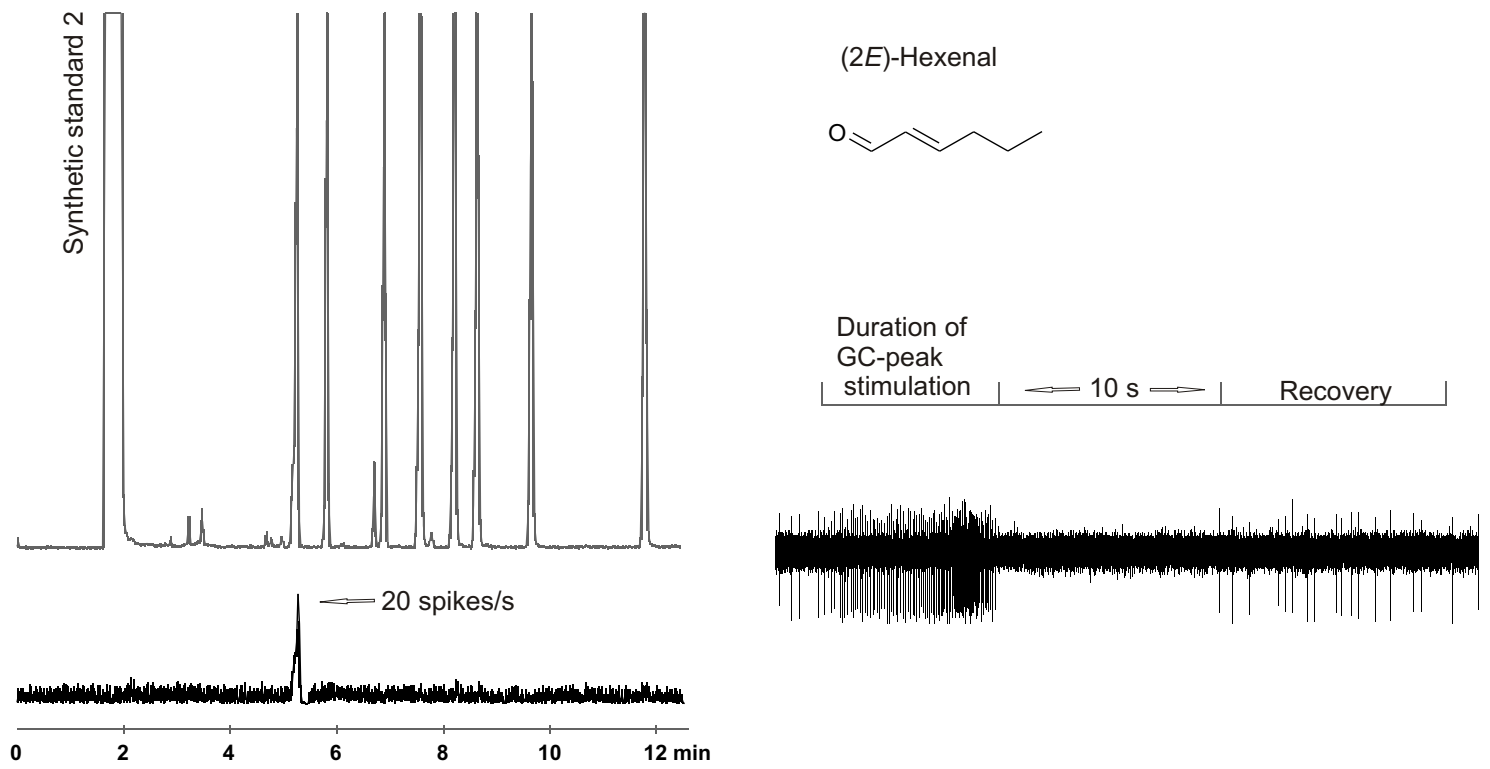 Synthetic standard 2
20 spikes/s
0 2 4 6 8 10 12 min
(2E)-Hexenal
O
Duration of
GC-peak
stimulation
10 s
Recovery